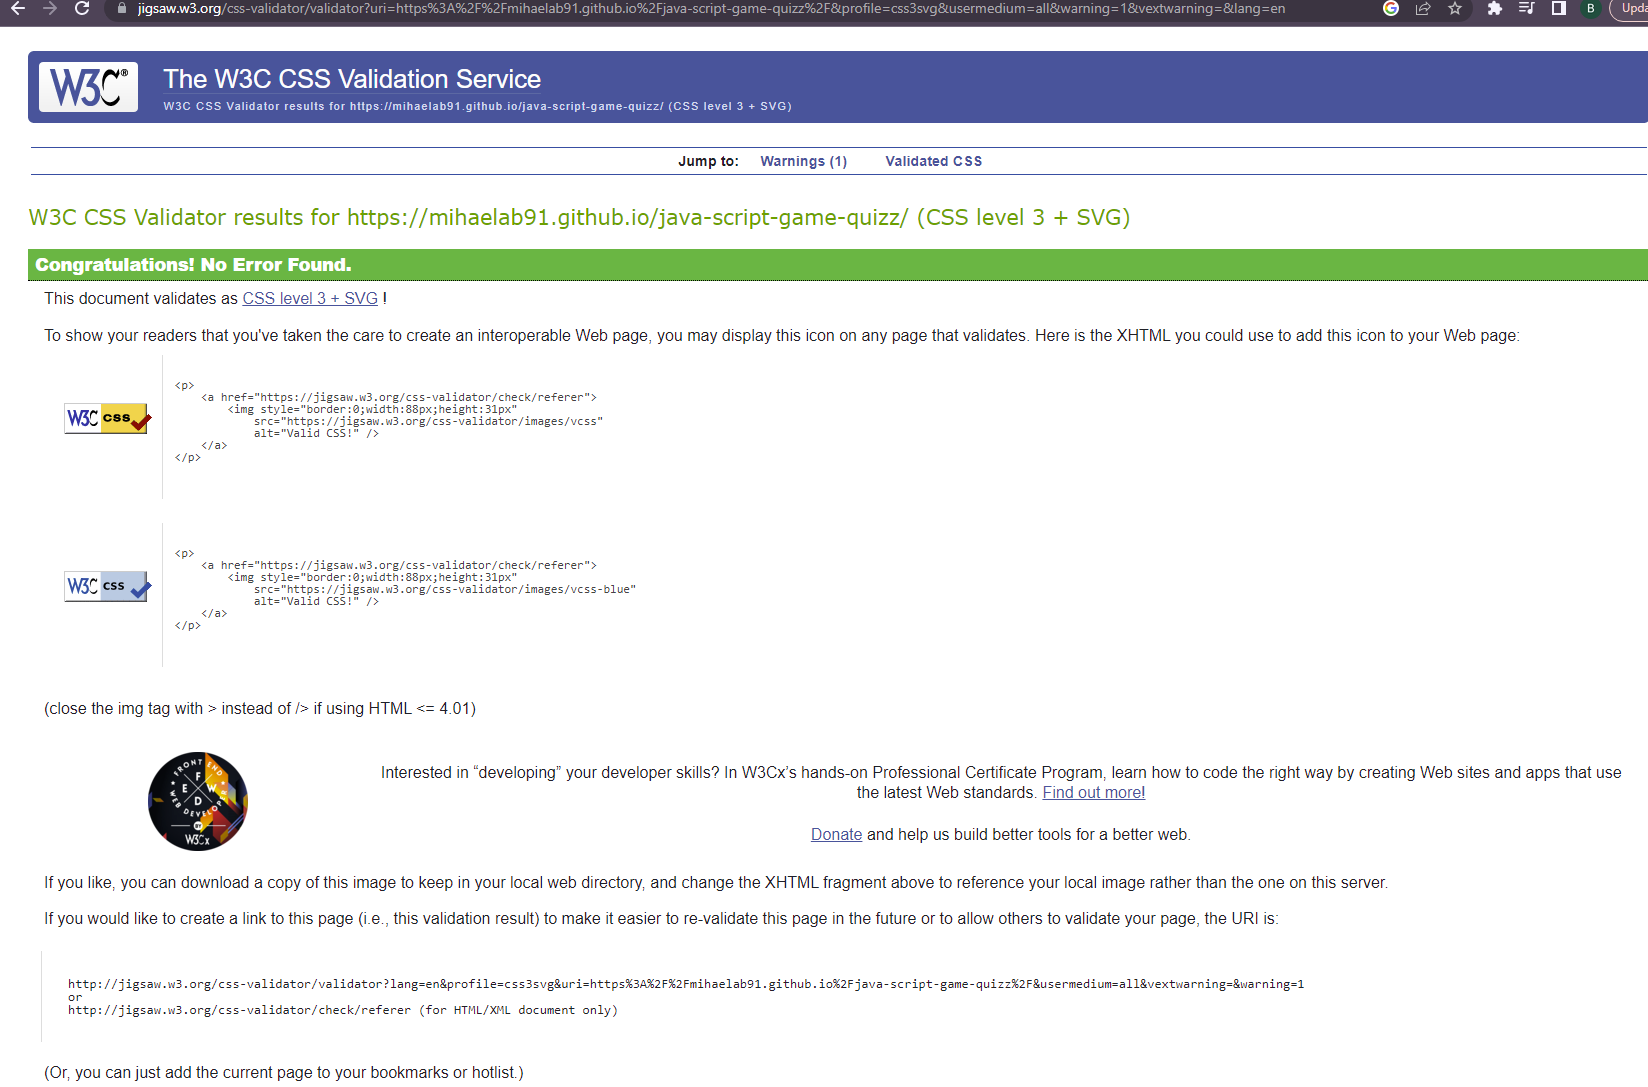 jigsaw.w3.org/css-validator/validator?uri=https%3A%2F%2Fmihaelab91.github.io%2Fjava-script-game-quizz%2F&profile=css3svg&usermedium=all&warning=1&vextwarning=&lang=en
B
Upda
W3C®
The W3C CSS Validation Service
W3C CSS Validator results for https://mihaelab91.github.io/java-script-game-quizz/ (CSS level 3 + SVG)
Jump to: Warnings (1) Validated CSS
W3C CSS Validator results for https://mihaelab91.github.io/java-script-game-quizz/ (CSS level 3 + SVG)
Congratulations! No Error Found.
This document validates as CSS level 3 + SVG !
To show your readers that you've taken the care to create an interoperable Web page, you may display this icon on any page that validates. Here is the XHTML you could use to add this icon to your Web page:
W3C css
<p>
<a href="https://jigsaw.w3.org/css-validator/check/referer">
<img style="border:0;width:88px;height:31px"
src="https://jigsaw.w3.org/css-validator/images/vcss"
alt="Valid CSS!" />
</a>
</p>
W3C css
<p>
<a href="https://jigsaw.w3.org/css-validator/check/referer">
<img style="border:0;width:88px;height:31px"
src="https://jigsaw.w3.org/css-validator/images/vcss-blue"
alt="Valid CSS!" />
</a>
</p>
(close the img tag with > instead of /> if using HTML <= 4.01)
FRONT END
F E W D
WEB DEVELOPER
BY
W3Cx
Interested in “developing” your developer skills? In W3Cx’s hands-on Professional Certificate Program, learn how to code the right way by creating Web sites and apps that use
the latest Web standards. Find out more!
Donate and help us build better tools for a better web.
If you like, you can download a copy of this image to keep in your local web directory, and change the XHTML fragment above to reference your local image rather than the one on this server.
If you would like to create a link to this page (i.e., this validation result) to make it easier to re-validate this page in the future or to allow others to validate your page, the URI is:
http://jigsaw.w3.org/css-validator/validator?lang=en&profile=css3svg&uri=https%3A%2F%2Fmihaelab91.github.io%2Fjava-script-game-quizz%2F&usermedium=all&vextwarning=&warning=1
or
http://jigsaw.w3.org/css-validator/check/referer (for HTML/XML document only)
(Or, you can just add the current page to your bookmarks or hotlist.)